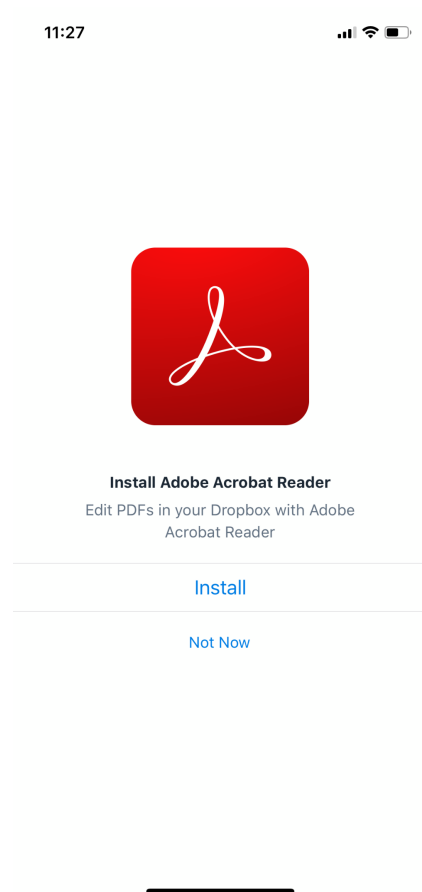 11:27
Install Adobe Acrobat Reader
Edit PDFs in your Dropbox with Adobe
Acrobat Reader
Install
Not Now